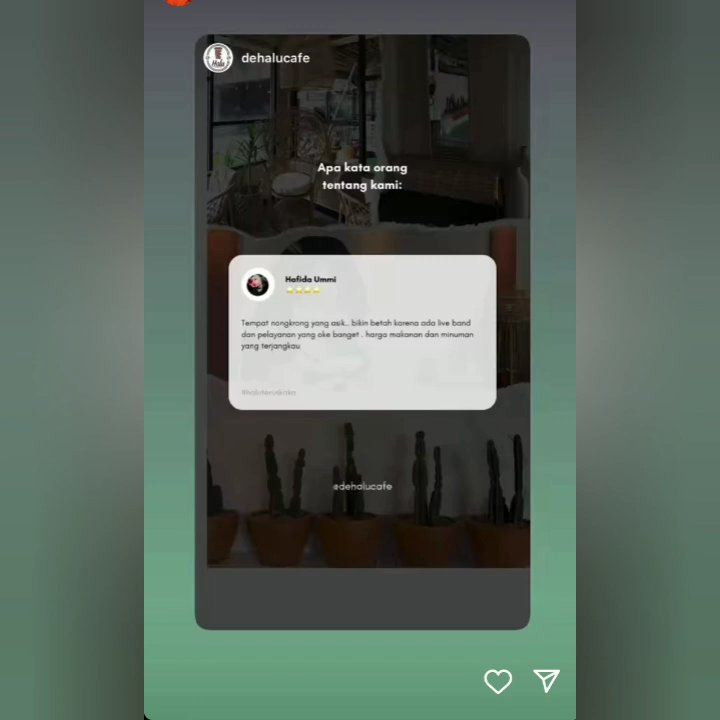 dehalucafe
Apa kata orang
tentang kami:
Hafida Ummi
Tempat nongkrong yang asik.. bikin betah karena ada live band
dan pelayanan yang oke banget . harga makanan dan minuman
yang terjangkau
@dehalucafe